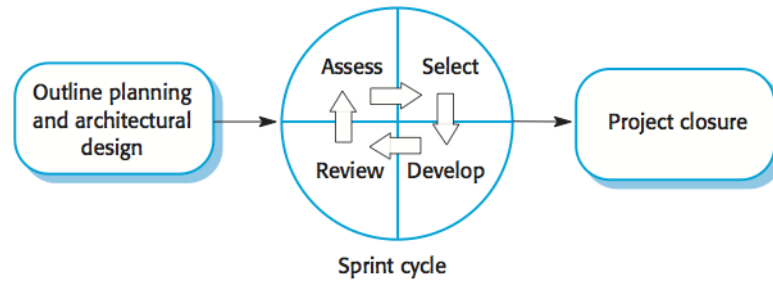 Outline planning
and architectural
design
Assess
Select
Review
Develop
Sprint cycle
Project closure